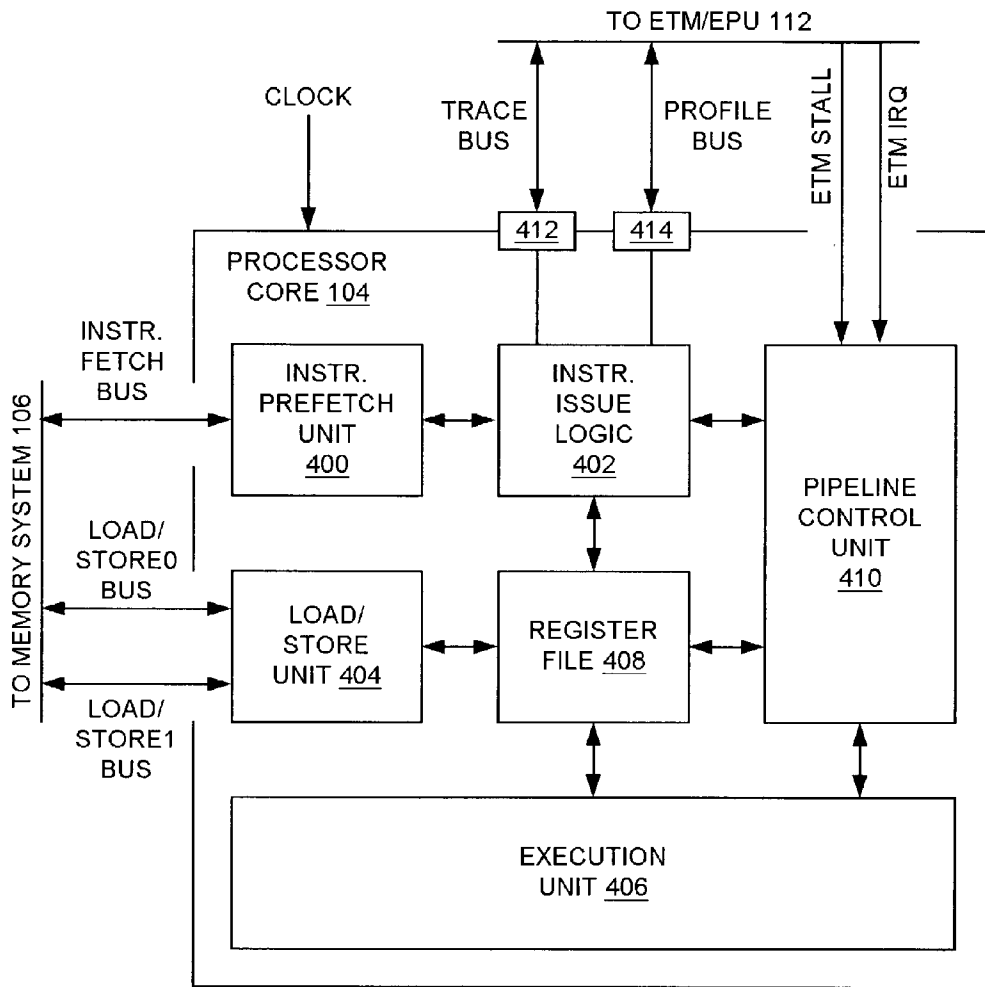 TO ETM/EPU 112
CLOCK
TRACE
BUS
PROFILE
BUS
ETM STALL
ETM IRQ
412
414
PROCESSOR
CORE 104
INSTR.
FETCH
BUS
INSTR.
PREFETCH
UNIT
400
INSTR.
ISSUE
LOGIC
402
PIPELINE
CONTROL
UNIT
410
TO MEMORY SYSTEM 106
LOAD/
STORE0
BUS
LOAD/
STORE
UNIT 404
REGISTER
FILE 408
LOAD/
STORE1
BUS
EXECUTION
UNIT 406